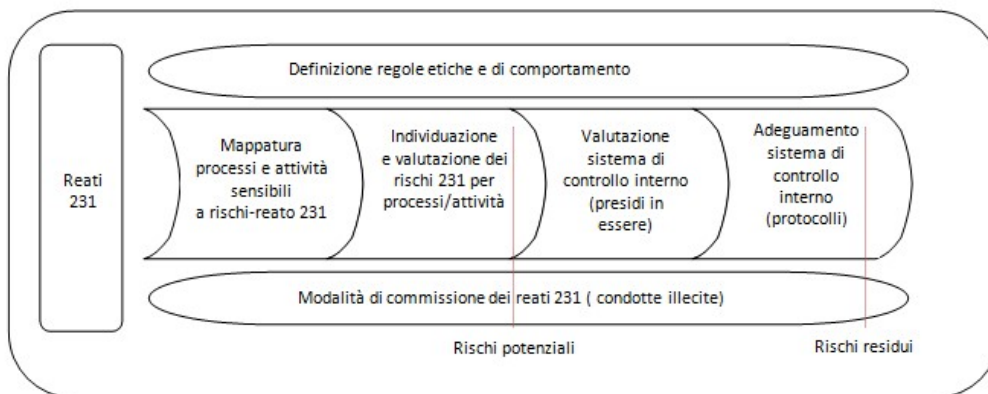 Definizione regole etiche e di comportamento
Reati
231
Mappatura
processi e attività
sensibili
a rischi-reato 231
Individuazione
e valutazione dei
rischi 231 per
processi/attività
Valutazione
sistema di
controllo interno
(presidi in
essere)
Adeguamento
sistema di
controllo
interno
(protocolli)
Modalità di commissione dei reati 231 ( condotte illecite)
Rischi potenziali
Rischi residui